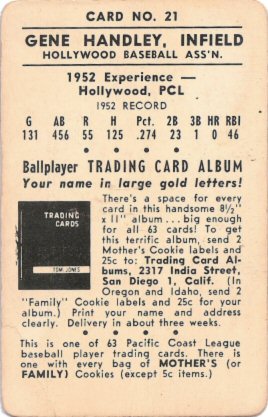 CARD NO. 21
GENE HANDLEY, INFIELD
HOLLYWOOD BASEBALL ASS'N.
1952 Experience —
Hollywood, PCL
1952 RECORD
G AB R H Pct. 2B 3B HR RBI
131 456 55 125 .274 23 1 0 46
Ballplayer TRADING CARD ALBUM
Your name in large gold letters!
TRADING
CARDS
TOM JONES
There's a space for every
card in this handsome 8½"
x 11" album...big enough
for all 63 cards! To get
this terrific album, send 2
Mother's Cookie labels and
25c to: Trading Card Al-
bums, 2317 India Street,
San Diego 1, Calif. (In
Oregon and Idaho, send 2
"Family" Cookie labels and 25c for your
album.) Print your name and address
clearly. Delivery in about three weeks.
This is one of 63 Pacific Coast League
baseball player trading cards. There is
one with every bag of MOTHER'S (or
FAMILY) Cookies (except 5c items.)